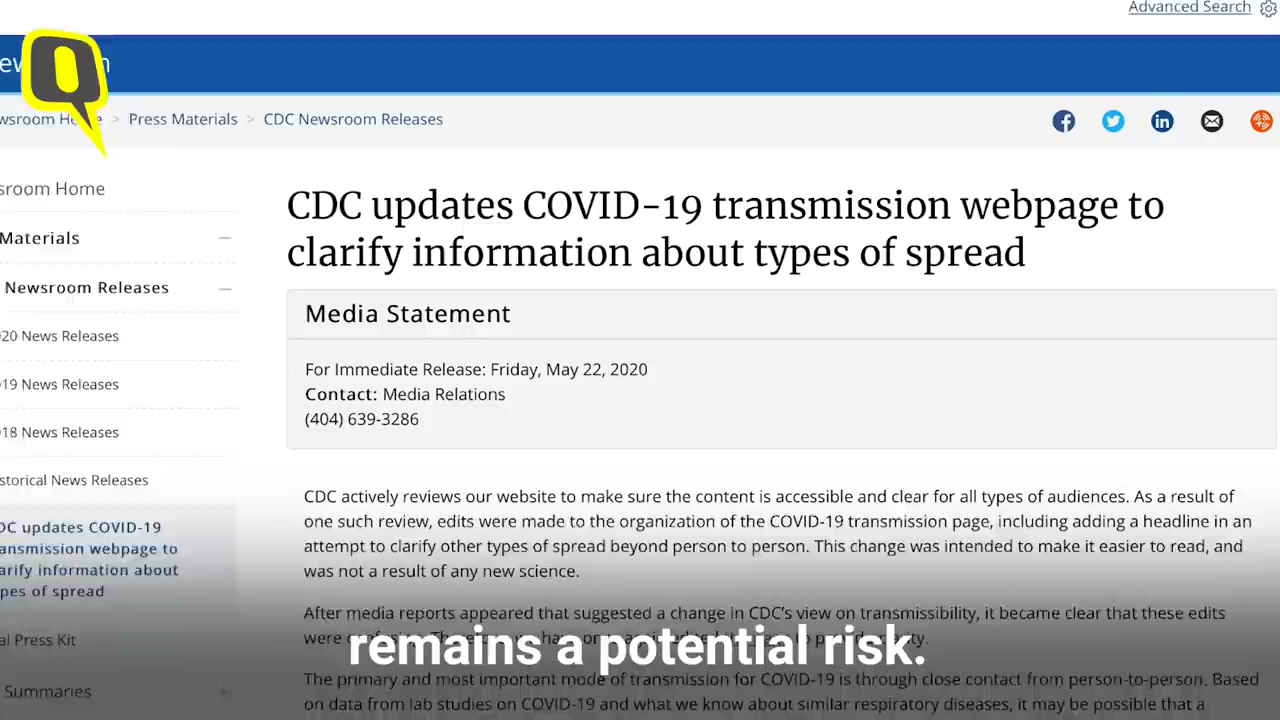 Advanced Search
Press Materials > CDC Newsroom Releases
sroom Home
Materials
Newsroom Releases
20 News Releases
19 News Releases
18 News Releases
storical News Releases
DC updates COVID-19
ansmission webpage to
arify information about
pes of spread
al Press Kit
Summaries
CDC updates COVID-19 transmission webpage to
clarify information about types of spread
Media Statement
For Immediate Release: Friday, May 22, 2020
Contact: Media Relations
(404) 639-3286
CDC actively reviews our website to make sure the content is accessible and clear for all types of audiences. As a result of
one such review, edits were made to the organization of the COVID-19 transmission page, including adding a headline in an
attempt to clarify other types of spread beyond person to person. This change was intended to make it easier to read, and
was not a result of any new science.
After media reports appeared that suggested a change in CDC's view on transmissibility, it became clear that these edits
were
The primary and most important mode of transmission for COVID-19 is through close contact from person-to-person. Based
on data from lab studies on COVID-19 and what we know about similar respiratory diseases, it may be possible that a
remains a potential risk.